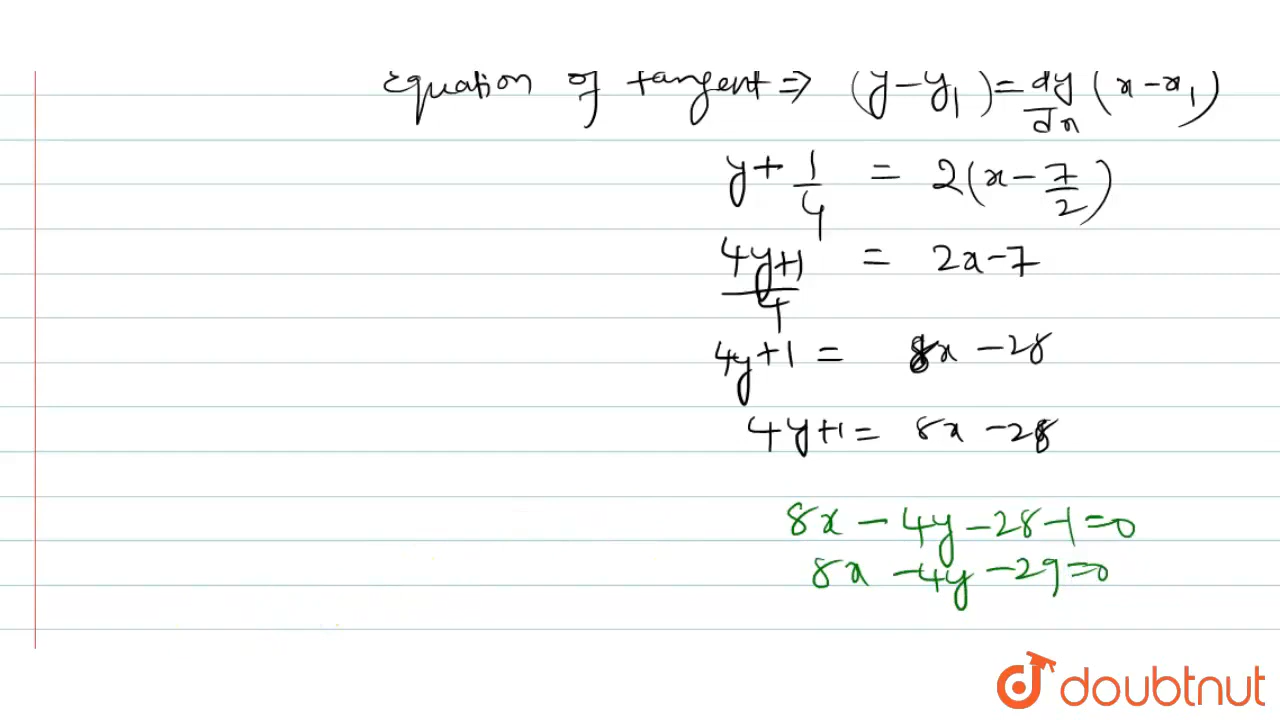 Equation of tangent ⇒ (y-y₁) = dy/dx (x-x₁)
y + 1/4 = 2(x - 7/2)
(4y+1)/4 = 2x-7
4y+1 = 8x -28
4y+1 = 8x -28
8x - 4y -28-1=0
8x -4y -29=0
doubtnut